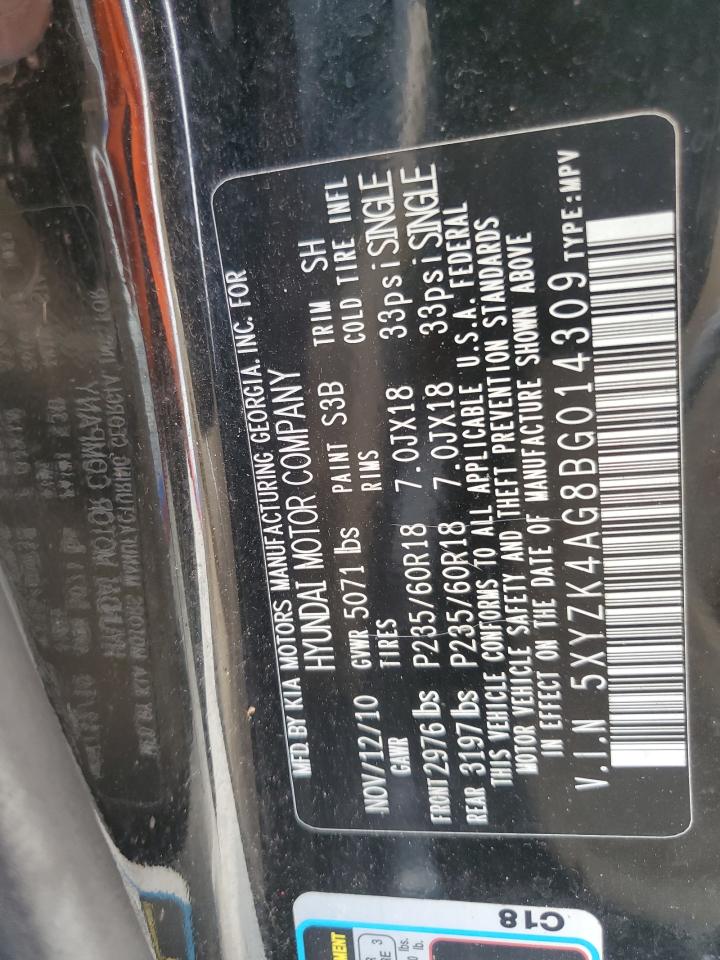 MFD. BY KIA MOTORS MANUFACTURING GEORGIA. INC. FOR
HYUNDAI MOTOR COMPANY
NOV/12/10 GVWR 5071 lbs PAINT S3B TRIM SH
GAWR TIRES RIMS COLD TIRE INFL
FRONT 2976 lbs P235/60R18 7.0JX18 33psi SINGLE
REAR 3197 lbs P235/60R18 7.0JX18 33psi SINGLE
THIS VEHICLE CONFORMS TO ALL APPLICABLE U.S.A. FEDERAL
MOTOR VEHICLE SAFETY AND THEFT PREVENTION STANDARDS
IN EFFECT ON THE DATE OF MANUFACTURE SHOWN ABOVE
V.I.N 5XYZK4AG8BG014309 TYPE:MPV
C18